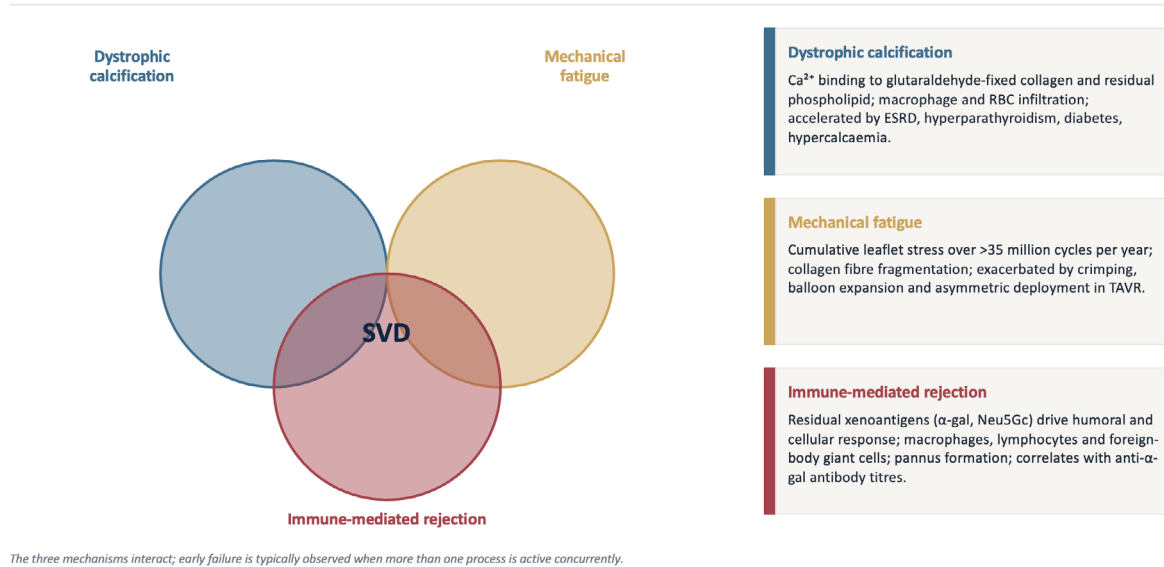 Dystrophic
calcification
Mechanical
fatigue
SVD
Immune-mediated rejection
Dystrophic calcification
Ca²⁺ binding to glutaraldehyde-fixed collagen and residual
phospholipid; macrophage and RBC infiltration;
accelerated by ESRD, hyperparathyroidism, diabetes,
hypercalcaemia.
Mechanical fatigue
Cumulative leaflet stress over >35 million cycles per year;
collagen fibre fragmentation; exacerbated by crimping,
balloon expansion and asymmetric deployment in TAVR.
Immune-mediated rejection
Residual xenoantigens (α-gal, Neu5Gc) drive humoral and
cellular response; macrophages, lymphocytes and foreign-
body giant cells; pannus formation; correlates with anti-α-
gal antibody titres.
The three mechanisms interact; early failure is typically observed when more than one process is active concurrently.